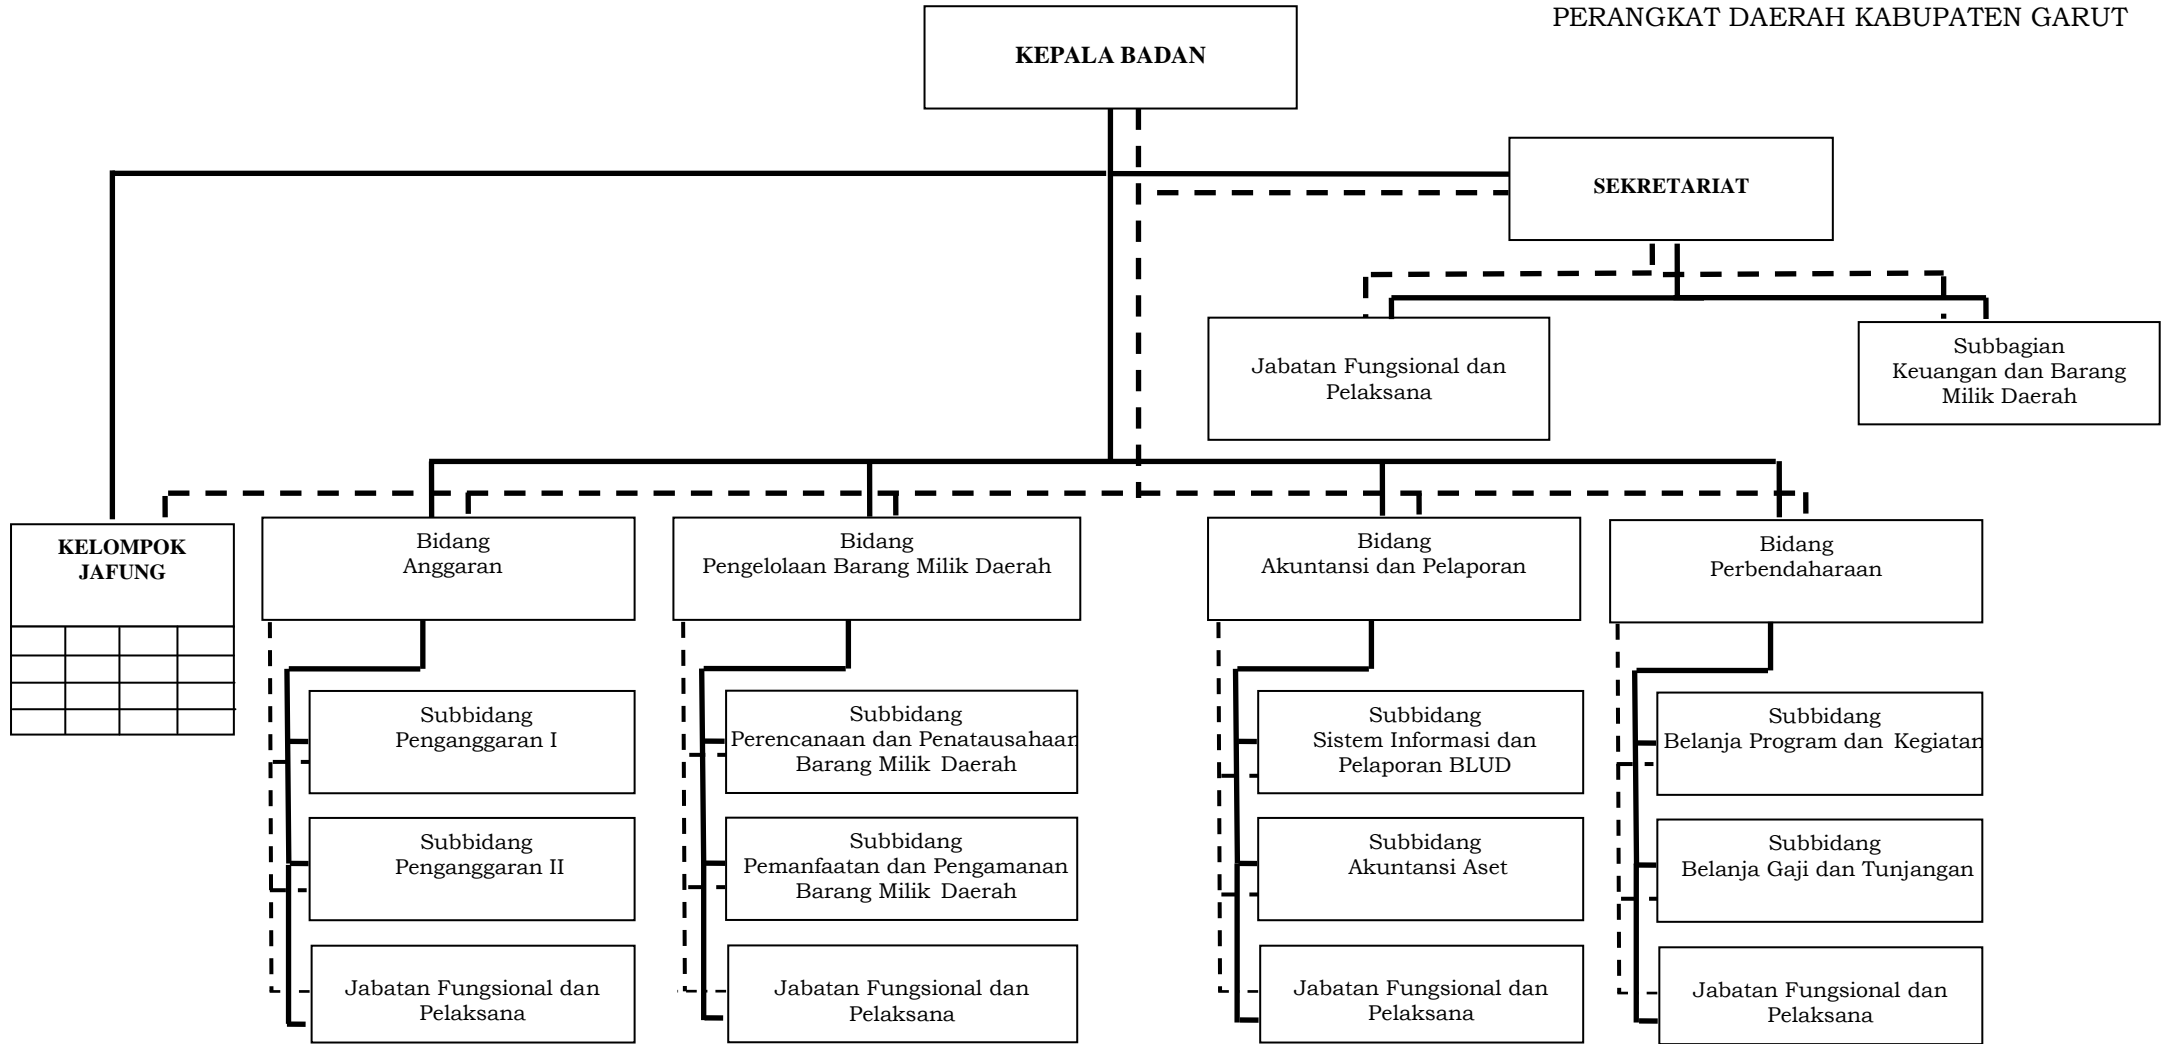 PERANGKAT DAERAH KABUPATEN GARUT
KEPALA BADAN
SEKRETARIAT
Jabatan Fungsional dan
Pelaksana
Subbagian
Keuangan dan Barang
Milik Daerah
KELOMPOK
JAFUNG
Bidang
Anggaran
Bidang
Pengelolaan Barang Milik Daerah
Bidang
Akuntansi dan Pelaporan
Bidang
Perbendaharaan
Subbidang
Penganggaran I
Subbidang
Perencanaan dan Penatausahaan
Barang Milik Daerah
Subbidang
Sistem Informasi dan
Pelaporan BLUD
Subbidang
Belanja Program dan Kegiatan
Subbidang
Penganggaran II
Subbidang
Pemanfaatan dan Pengamanan
Barang Milik Daerah
Subbidang
Akuntansi Aset
Subbidang
Belanja Gaji dan Tunjangan
Jabatan Fungsional dan
Pelaksana
Jabatan Fungsional dan
Pelaksana
Jabatan Fungsional dan
Pelaksana
Jabatan Fungsional dan
Pelaksana